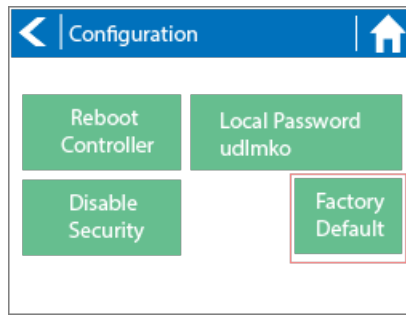 Configuration
Reboot
Controller
Local Password
udlmko
Disable
Security
Factory
Default